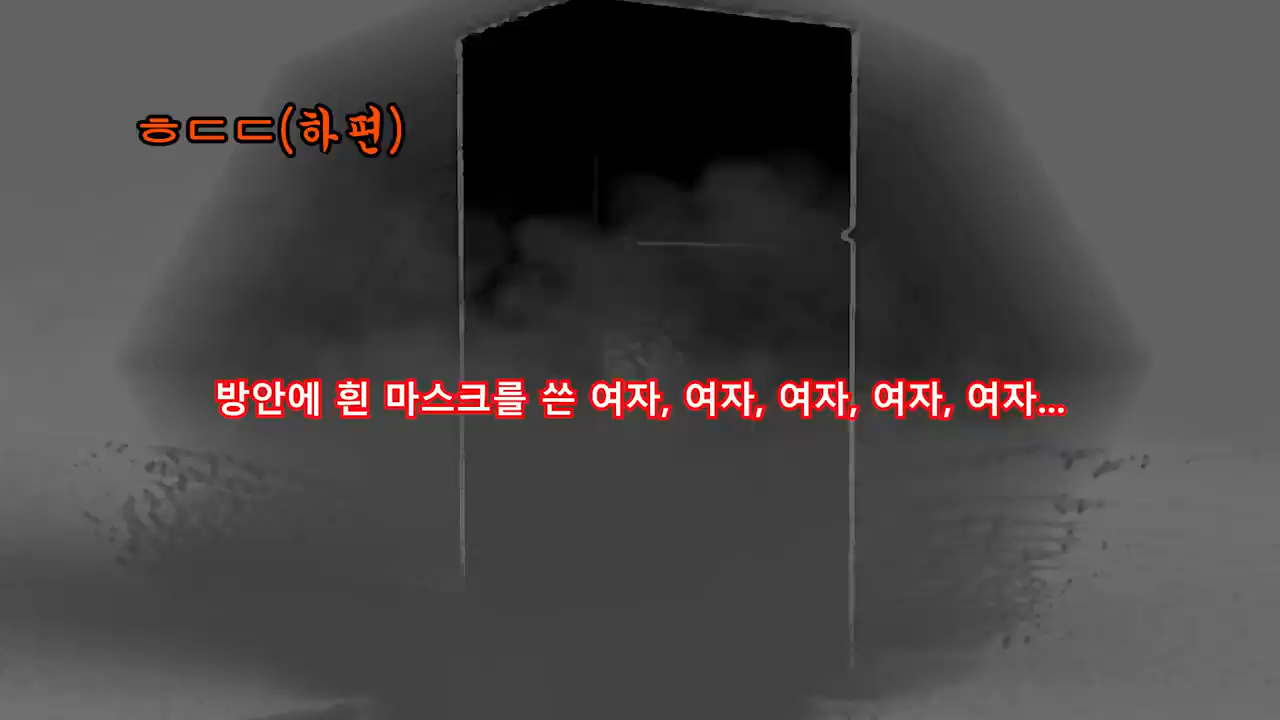 ㅎㄷㄷ(하편)
방안에 흰 마스크를 쓴 여자, 여자, 여자, 여자, 여자...